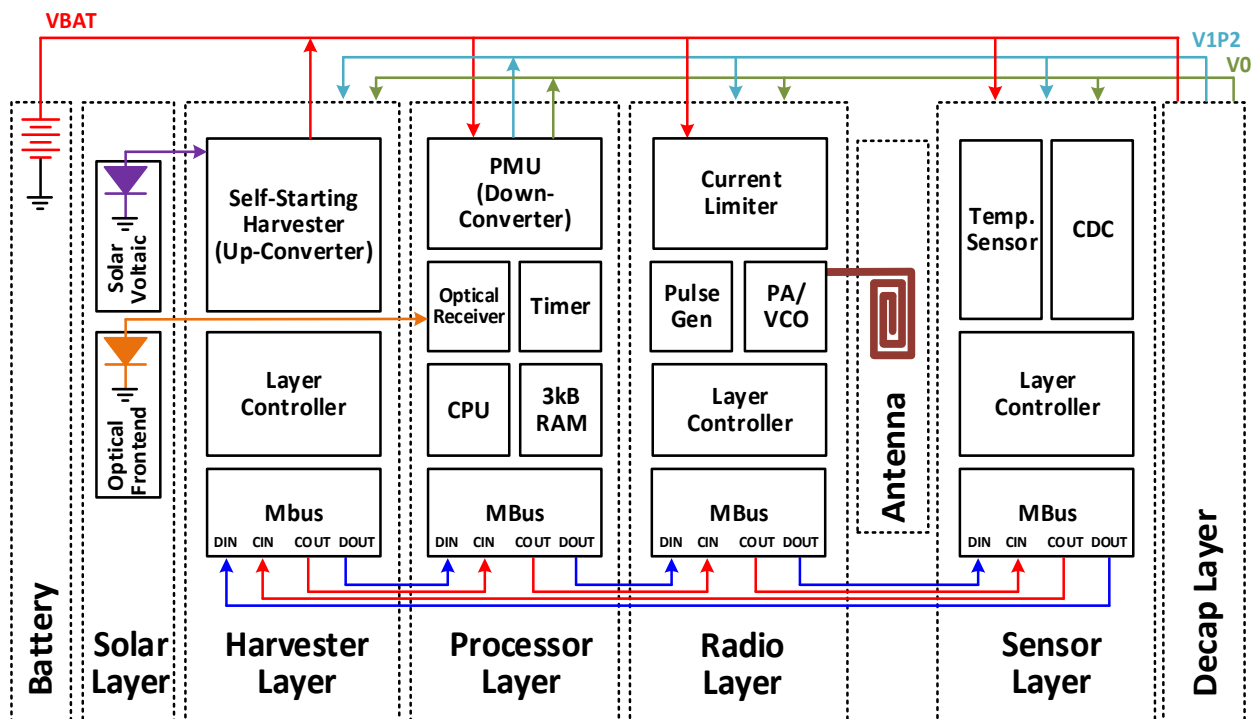 VBAT
V1P2
V0
Battery
Solar
Voltaic
Optical
Frontend
Solar
Layer
Self-Starting
Harvester
(Up-Converter)
Layer
Controller
Mbus
DIN CIN COUT DOUT
Harvester
Layer
PMU
(Down-
Converter)
Optical
Receiver
Timer
CPU
3kB
RAM
MBus
DIN CIN COUT DOUT
Processor
Layer
Current
Limiter
Pulse
Gen
PA/
VCO
Layer
Controller
MBus
DIN CIN COUT DOUT
Radio
Layer
Antenna
Temp.
Sensor
CDC
Layer
Controller
MBus
DIN CIN COUT DOUT
Sensor
Layer
Decap Layer